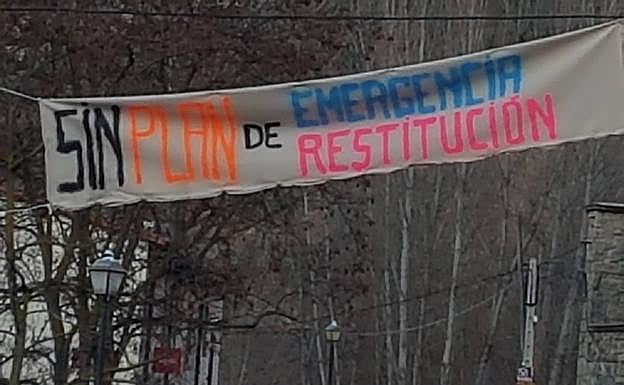 SiN PLAN DE EMERGENCiA
RESTiTUCiÓN